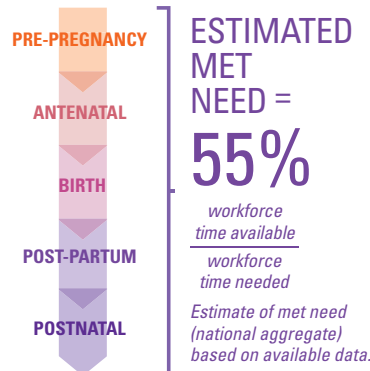 PRE-PREGNANCY
ANTENATAL
BIRTH
POST-PARTUM
POSTNATAL
ESTIMATED
MET
NEED =
55%
workforce
time available
workforce
time needed
Estimate of met need
(national aggregate)
based on available data.